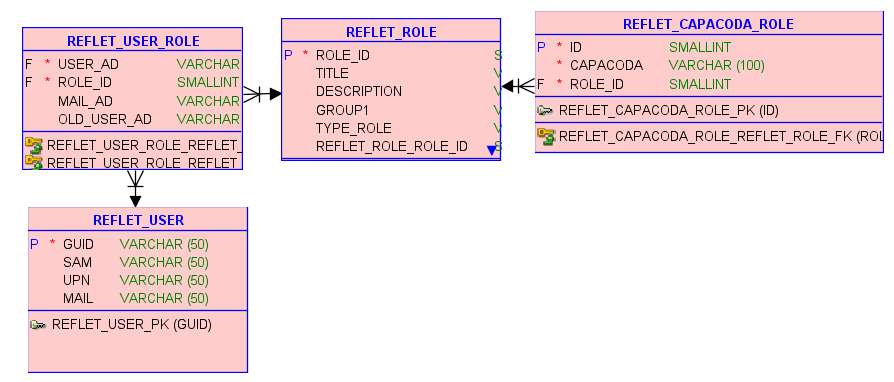 REFLET_USER_ROLE
F * USER_AD VARCHAR
F * ROLE_ID SMALLINT
MAIL_AD VARCHAR
OLD_USER_AD VARCHAR
REFLET_USER_ROLE_REFLET_
REFLET_USER_ROLE_REFLET_
REFLET_ROLE
P * ROLE_ID S
TITLE V
DESCRIPTION V
GROUP1 V
TYPE_ROLE V
REFLET_ROLE_ROLE_ID S
REFLET_CAPACODA_ROLE
P * ID SMALLINT
* CAPACODA VARCHAR (100)
F * ROLE_ID SMALLINT
REFLET_CAPACODA_ROLE_PK (ID)
REFLET_CAPACODA_ROLE_REFLET_ROLE_FK (ROL
REFLET_USER
P * GUID VARCHAR (50)
SAM VARCHAR (50)
UPN VARCHAR (50)
MAIL VARCHAR (50)
REFLET_USER_PK (GUID)